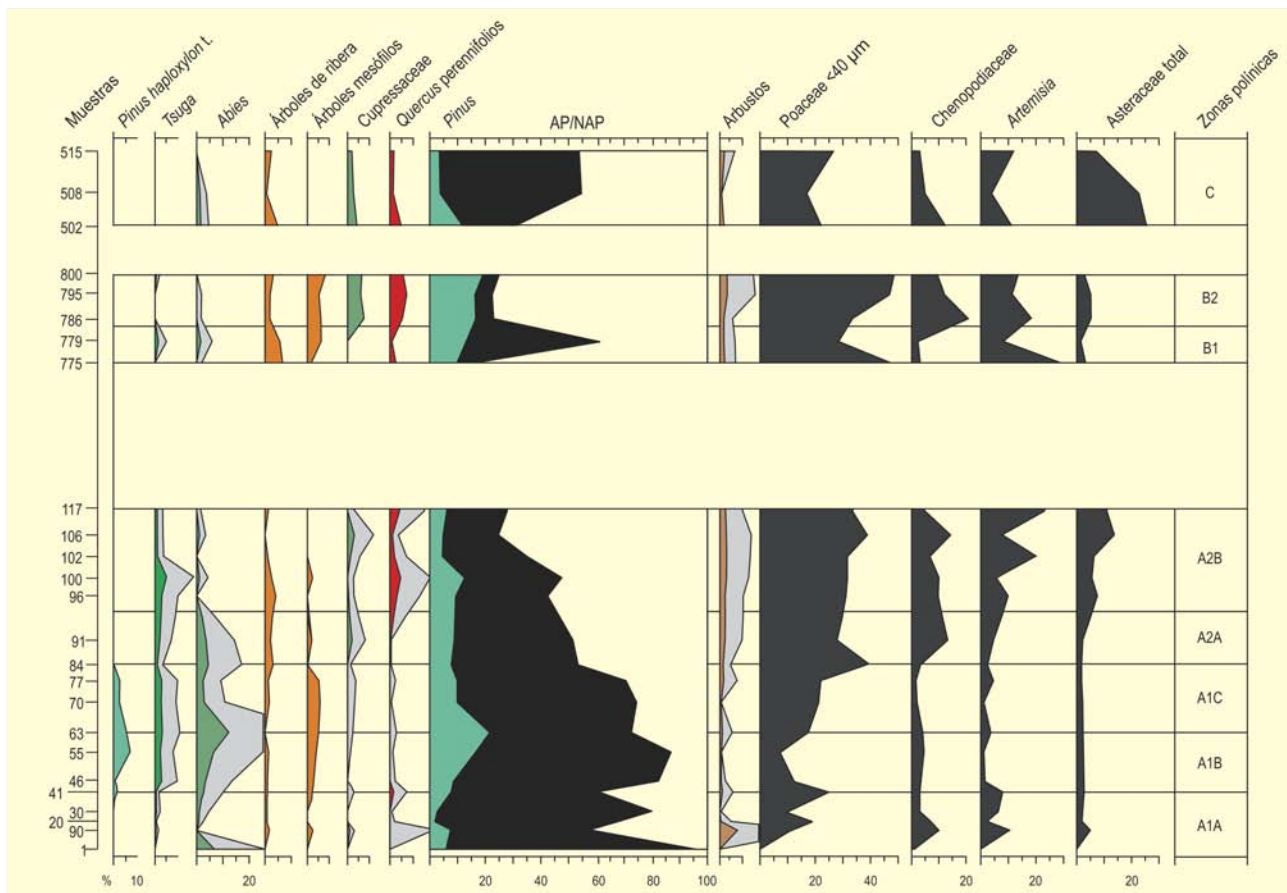 Muestras
Pinus haploxylon t.
Tsuga
Abies
Árboles de ribera
Árboles mesófilos
Cupressaceae
Quercus perennifolios
Pinus
AP/NAP
Arbustos
Poaceae <40 µm
Chenopodiaceae
Artemisia
Asteraceae total
Zonas polínicas
515
508
502
C
800
795
786
779
775
B2
B1
117
106
102
100
96
91
84
77
70
63
55
46
41
30
20
90
1
A2B
A2A
A1C
A1B
A1A
% 10 20 20 40 60 80 100 20 40 20 20 20